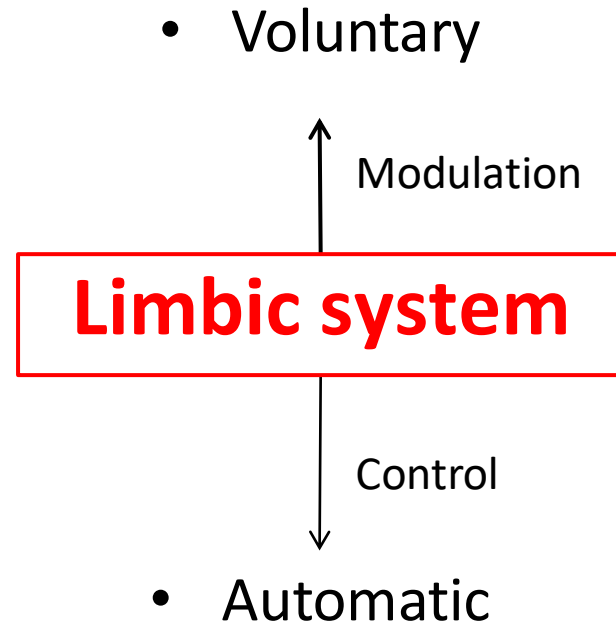 • Voluntary
Modulation
Limbic system
Control
• Automatic